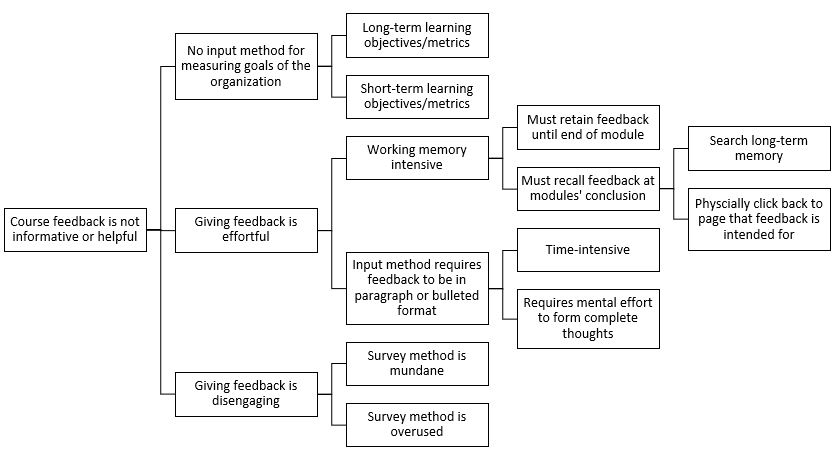 Course feedback is not
informative or helpful
No input method for
measuring goals of the
organization
Long-term learning
objectives/metrics
Short-term learning
objectives/metrics
Giving feedback is
effortful
Working memory
intensive
Must retain feedback
until end of module
Must recall feedback at
modules' conclusion
Search long-term
memory
Physcially click back to
page that feedback is
intended for
Input method requires
feedback to be in
paragraph or bulleted
format
Time-intensive
Requires mental effort
to form complete
thoughts
Giving feedback is
disengaging
Survey method is
mundane
Survey method is
overused